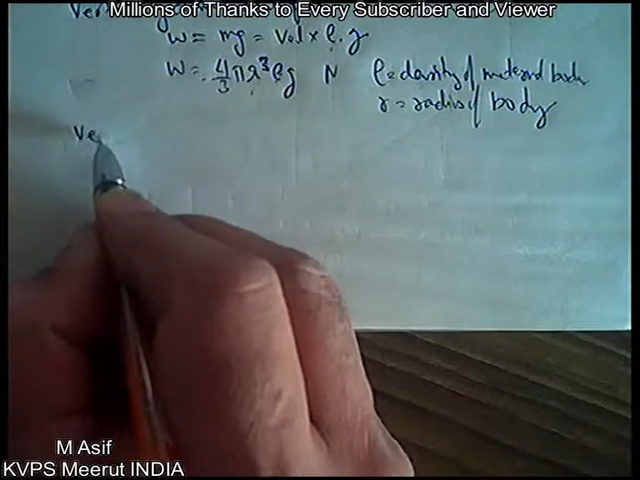 Millions of Thanks to Every Subscriber and Viewer
W = mg = Vol × ρ.g
W = 4/3 πr³ρg N ρ = density of body
r = radius of body
Ve
M Asif
KVPS Meerut INDIA